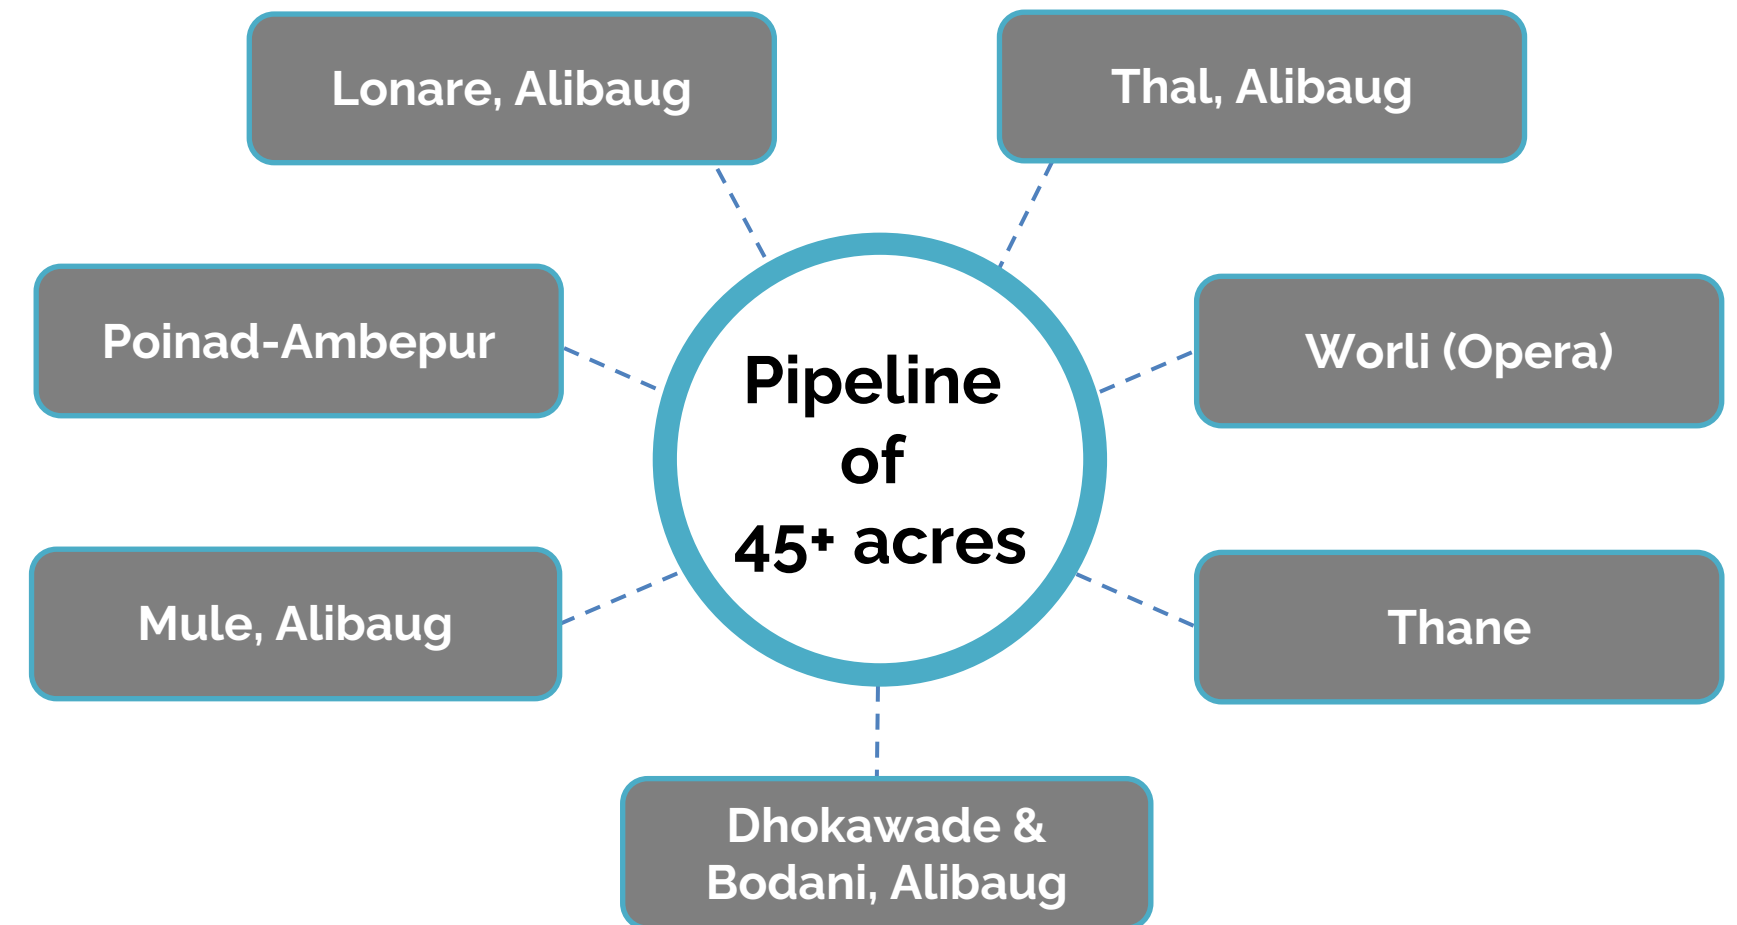 Lonare, Alibaug
Thal, Alibaug
Poinad-Ambepur
Worli (Opera)
Pipeline
of
45+ acres
Mule, Alibaug
Thane
Dhokawade &
Bodani, Alibaug